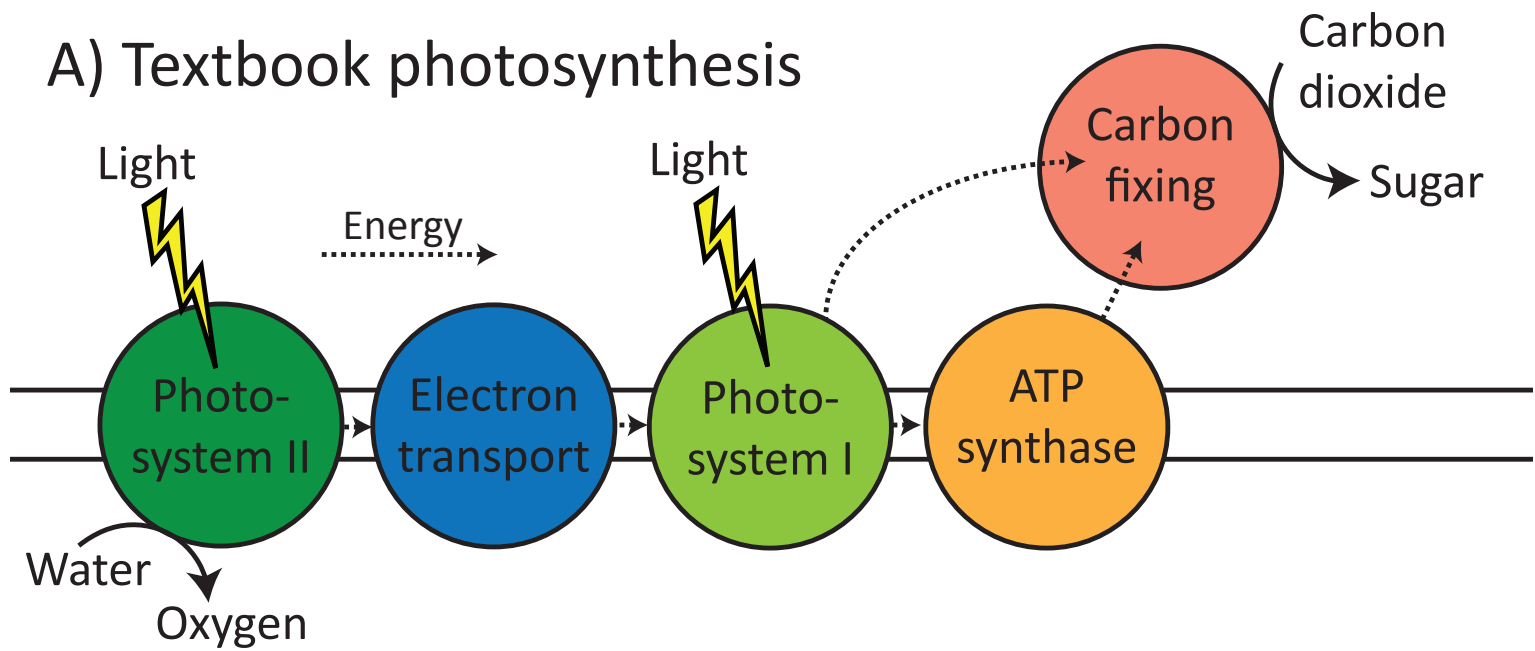 A) Textbook photosynthesis
Carbon
dioxide
Sugar
Carbon
fixing
Light
Energy
Light
Photo-
system II
Electron
transport
Photo-
system I
ATP
synthase
Water
Oxygen